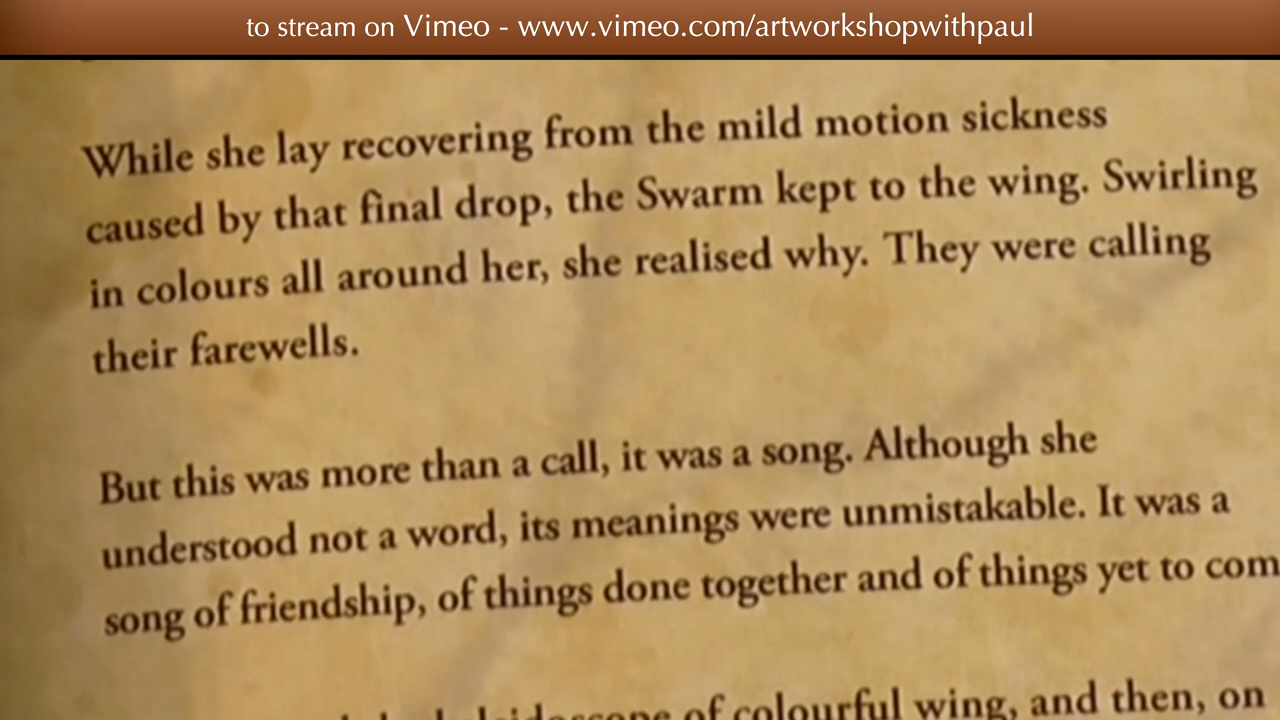 to stream on Vimeo - www.vimeo.com/artworkshopwithpaul
While she lay recovering from the mild motion sickness
caused by that final drop, the Swarm kept to the wing. Swirling
in colours all around her, she realised why. They were calling
their farewells.
But this was more than a call, it was a song. Although she
understood not a word, its meanings were unmistakable. It was a
song of friendship, of things done together and of things yet to com
of colourful wing, and then, on